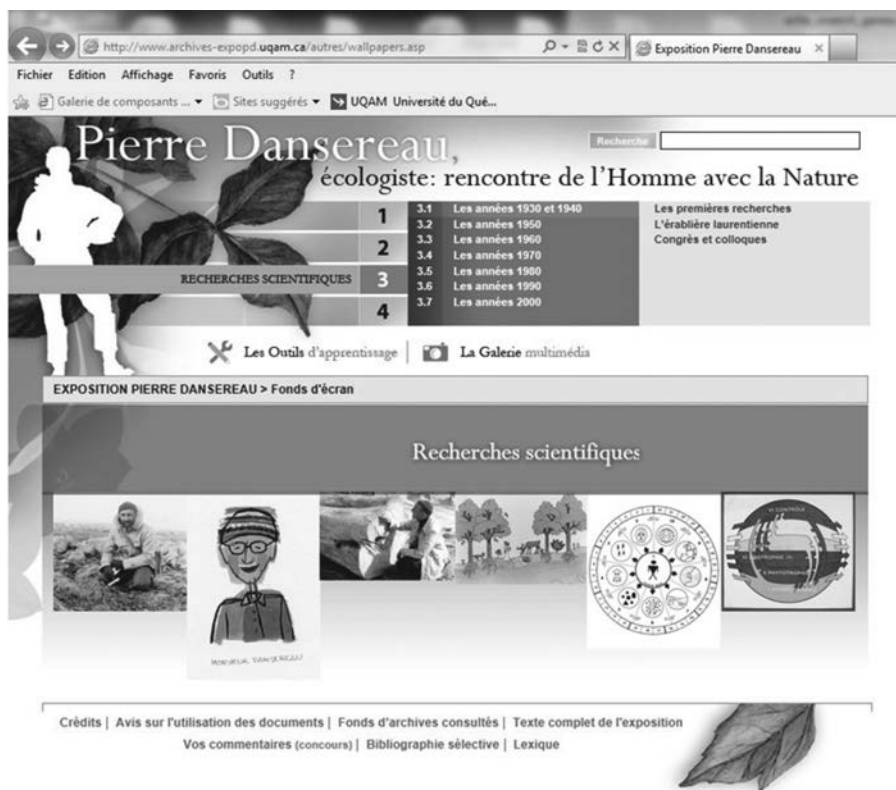 http://www.archives-expopd.uqam.ca/autres/wallpapers.asp
Exposition Pierre Dansereau
Fichier Edition Affichage Favoris Outils ?
Galerie de composants ... Sites suggérés UQAM Université du Qué...
Pierre Dansereau,
Recherche
écologiste: rencontre de l'Homme avec la Nature
1
2
RECHERCHES SCIENTIFIQUES 3
4
3.1 Les années 1930 et 1940
3.2 Les années 1950
3.3 Les années 1960
3.4 Les années 1970
3.5 Les années 1980
3.6 Les années 1990
3.7 Les années 2000
Les premières recherches
L'érablière laurentienne
Congrès et colloques
Les Outils d'apprentissage La Galerie multimédia
EXPOSITION PIERRE DANSEREAU > Fonds d'écran
Recherches scientifiques
MONSIEUR DANSEREAU
VI CONTRÔLE
Crédits | Avis sur l'utilisation des documents | Fonds d'archives consultés | Texte complet de l'exposition
Vos commentaires (concours) | Bibliographie sélective | Lexique